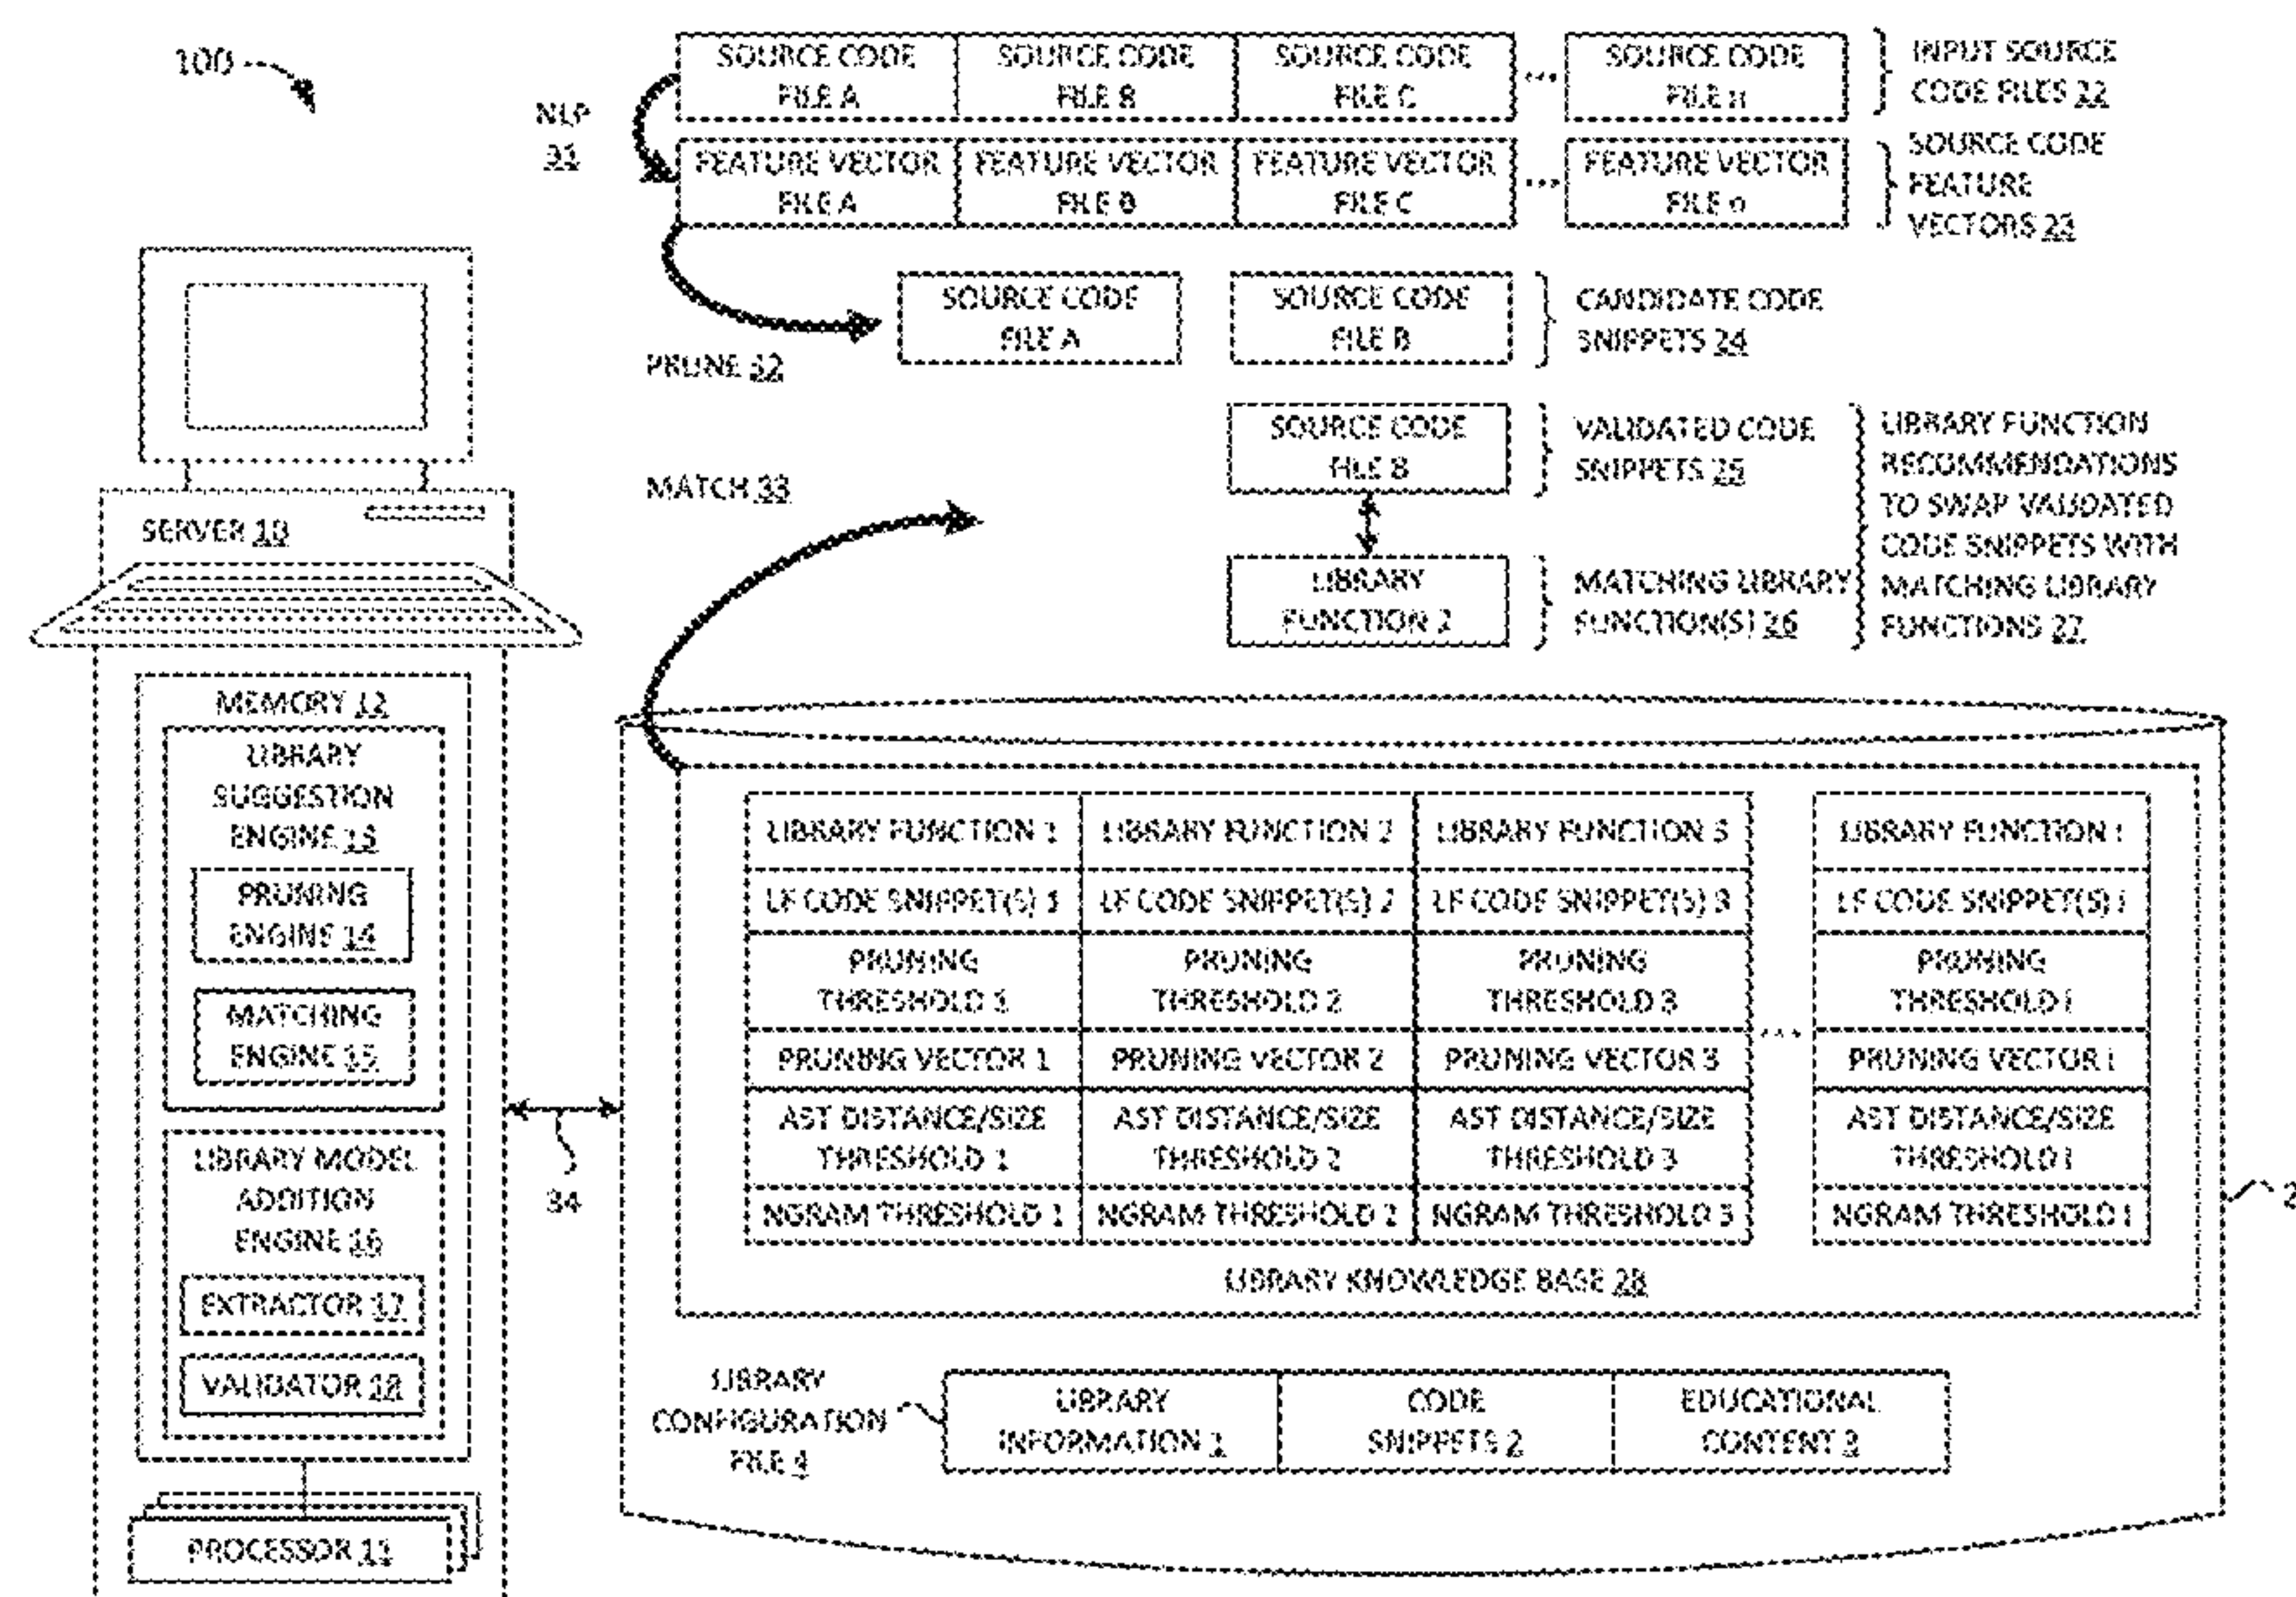 100
NLP
31
SOURCE CODE
FILE A
SOURCE CODE
FILE B
SOURCE CODE
FILE C
...
SOURCE CODE
FILE n
INPUT SOURCE
CODE FILES 22
FEATURE VECTOR
FILE A
FEATURE VECTOR
FILE B
FEATURE VECTOR
FILE C
...
FEATURE VECTOR
FILE n
SOURCE CODE
FEATURE
VECTORS 23
PRUNE 32
SOURCE CODE
FILE A
SOURCE CODE
FILE B
CANDIDATE CODE
SNIPPETS 24
MATCH 33
SOURCE CODE
FILE B
VALIDATED CODE
SNIPPETS 25
LIBRARY
FUNCTION 2
MATCHING LIBRARY
FUNCTION(S) 26
LIBRARY FUNCTION
RECOMMENDATIONS
TO SWAP VALIDATED
CODE SNIPPETS WITH
MATCHING LIBRARY
FUNCTIONS 27
SERVER 10
MEMORY 12
LIBRARY
SUGGESTION
ENGINE 13
PRUNING
ENGINE 14
MATCHING
ENGINE 15
LIBRARY MODEL
ADDITION
ENGINE 16
EXTRACTOR 17
VALIDATOR 18
PROCESSOR 11
34
LIBRARY FUNCTION 1
LF CODE SNIPPET(S) 1
PRUNING
THRESHOLD 1
PRUNING VECTOR 1
AST DISTANCE/SIZE
THRESHOLD 1
NGRAM THRESHOLD 1
LIBRARY FUNCTION 2
LF CODE SNIPPET(S) 2
PRUNING
THRESHOLD 2
PRUNING VECTOR 2
AST DISTANCE/SIZE
THRESHOLD 2
NGRAM THRESHOLD 2
LIBRARY FUNCTION 3
LF CODE SNIPPET(S) 3
PRUNING
THRESHOLD 3
PRUNING VECTOR 3
AST DISTANCE/SIZE
THRESHOLD 3
NGRAM THRESHOLD 3
...
LIBRARY FUNCTION i
LF CODE SNIPPET(S) i
PRUNING
THRESHOLD i
PRUNING VECTOR i
AST DISTANCE/SIZE
THRESHOLD i
NGRAM THRESHOLD i
LIBRARY KNOWLEDGE BASE 28
LIBRARY
CONFIGURATION
FILE 4
LIBRARY
INFORMATION 1
CODE
SNIPPETS 2
EDUCATIONAL
CONTENT 3